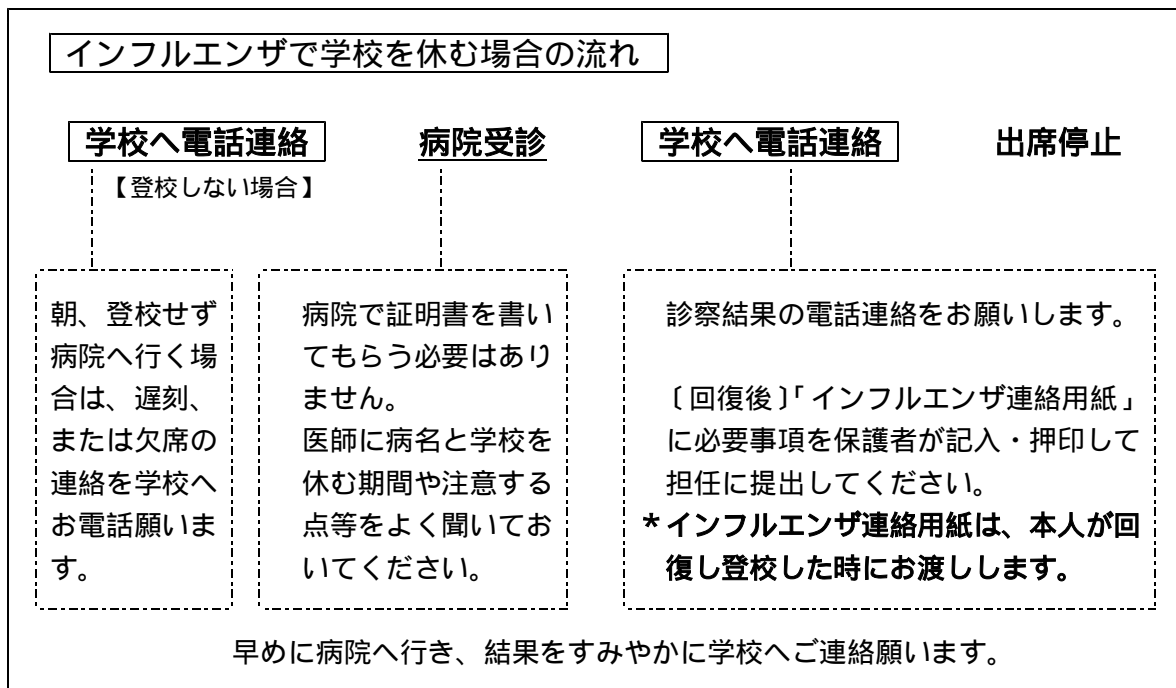 インフルエンザで学校を休む場合の流れ
学校へ電話連絡 病院受診 学校へ電話連絡 出席停止
【登校しない場合】
朝、登校せず
病院へ行く場
合は、遅刻、
または欠席の
連絡を学校へ
お電話願いま
す。
病院で証明書を書い
てもらう必要はあり
ません。
医師に病名と学校を
休む期間や注意する
点等をよく聞いてお
いてください。
診察結果の電話連絡をお願いします。
〔回復後〕「インフルエンザ連絡用紙」
に必要事項を保護者が記入・押印して
担任に提出してください。
*インフルエンザ連絡用紙は、本人が回
復し登校した時にお渡しします。
早めに病院へ行き、結果をすみやかに学校へご連絡願います。